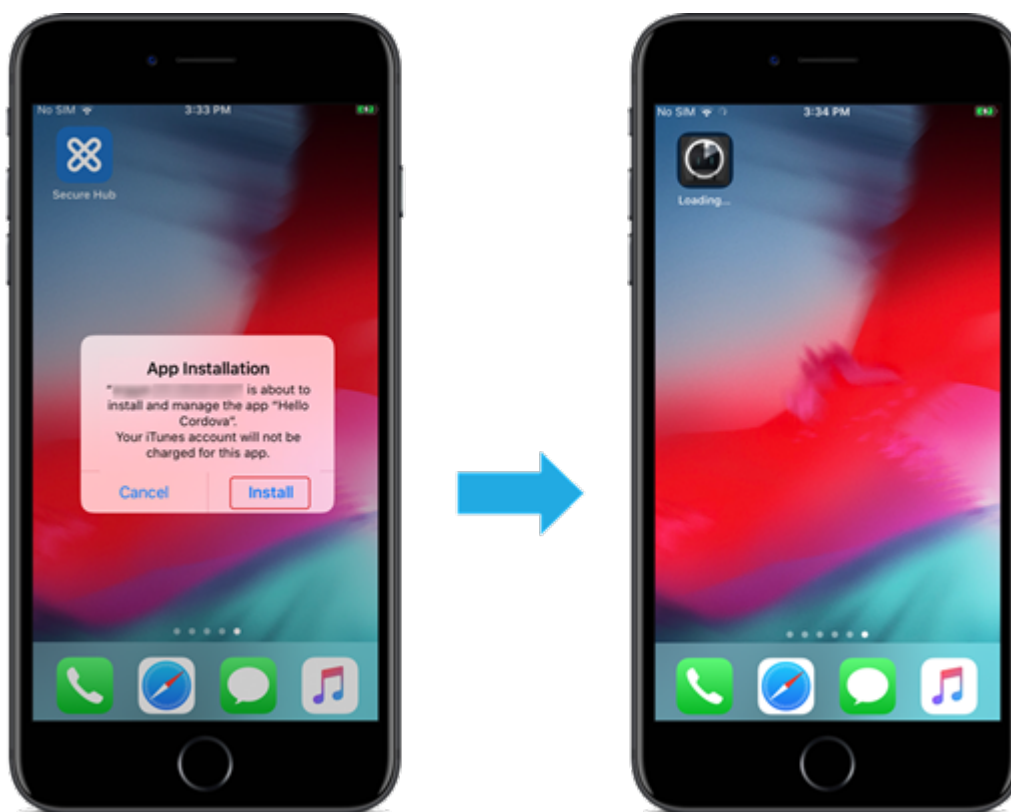 No SIM
3:33 PM
Secure Hub
App Installation
" is about to
install and manage the app "Hello
Cordova".
Your iTunes account will not be
charged for this app.
Cancel
Install
No SIM
3:34 PM
Loading...